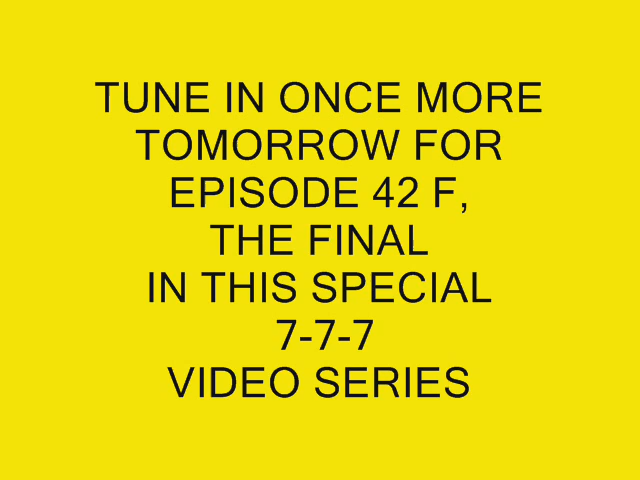 TUNE IN ONCE MORE
TOMORROW FOR
EPISODE 42 F,
THE FINAL
IN THIS SPECIAL
7-7-7
VIDEO SERIES